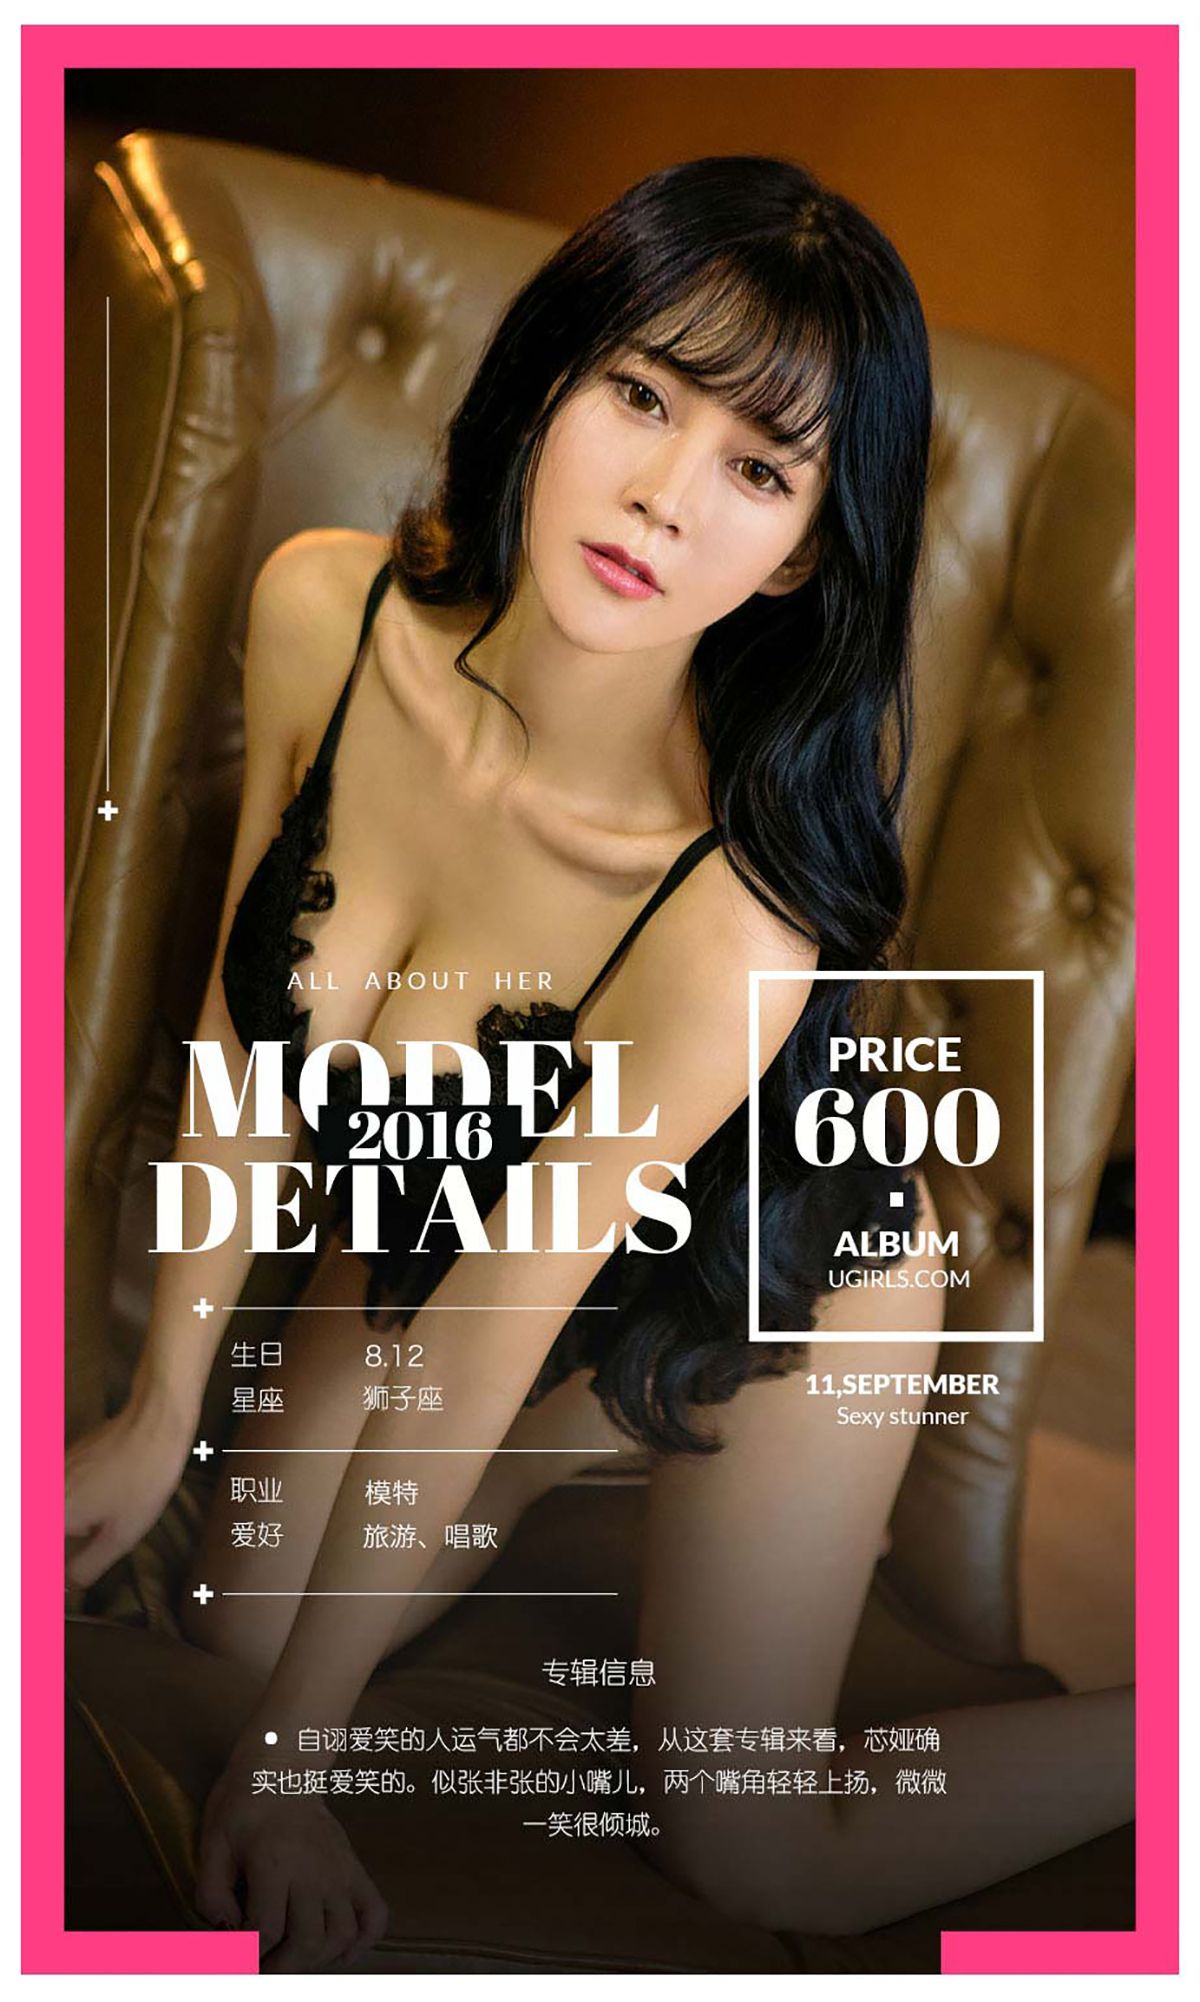 ALL ABOUT HER
MODEL
2016
DETAILS
PRICE
600
ALBUM
UGIRLS.COM
11,SEPTEMBER
Sexy stunner
生日 8.12
星座 狮子座
职业 模特
爱好 旅游、唱歌
专辑信息
● 自诩爱笑的人运气都不会太差，从这套专辑来看，芯娅确
实也挺爱笑的。似张非张的小嘴儿，两个嘴角轻轻上扬，微微
一笑很倾城。